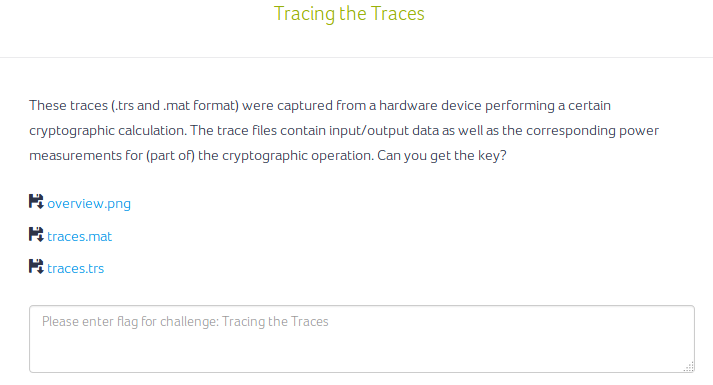 Tracing the Traces
These traces (.trs and .mat format) were captured from a hardware device performing a certain
cryptographic calculation. The trace files contain input/output data as well as the corresponding power
measurements for (part of) the cryptographic operation. Can you get the key?
overview.png
traces.mat
traces.trs
Please enter flag for challenge: Tracing the Traces